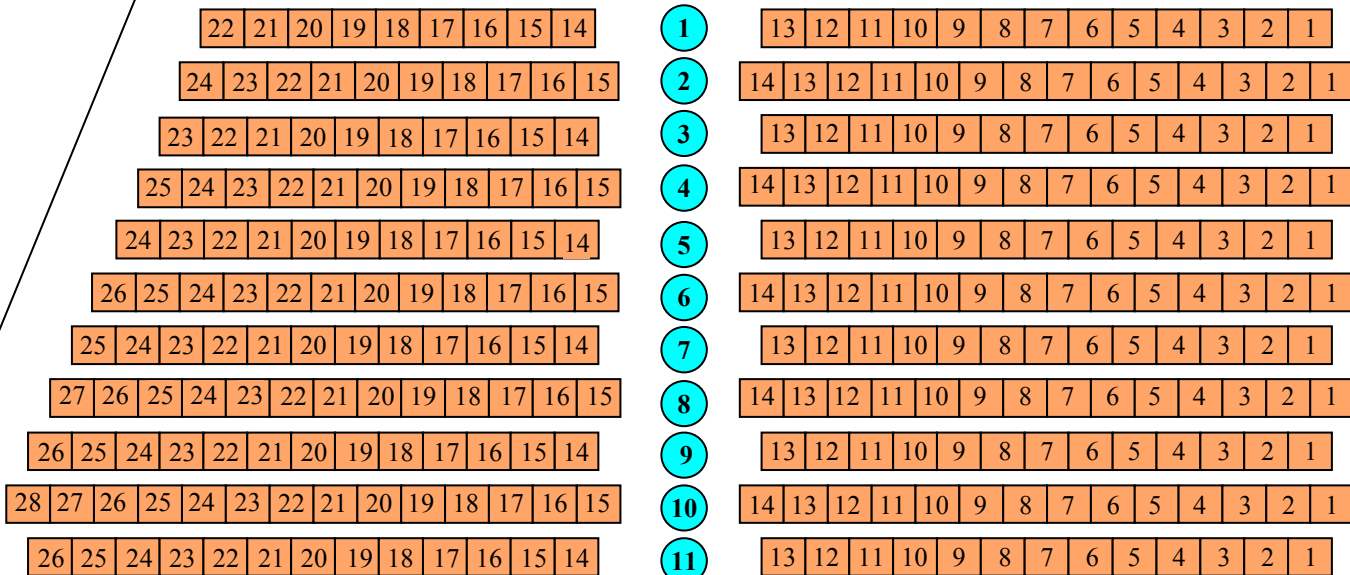 22 21 20 19 18 17 16 15 14 1 13 12 11 10 9 8 7 6 5 4 3 2 1
24 23 22 21 20 19 18 17 16 15 2 14 13 12 11 10 9 8 7 6 5 4 3 2 1
23 22 21 20 19 18 17 16 15 14 3 13 12 11 10 9 8 7 6 5 4 3 2 1
25 24 23 22 21 20 19 18 17 16 15 4 14 13 12 11 10 9 8 7 6 5 4 3 2 1
24 23 22 21 20 19 18 17 16 15 14 5 13 12 11 10 9 8 7 6 5 4 3 2 1
26 25 24 23 22 21 20 19 18 17 16 15 6 14 13 12 11 10 9 8 7 6 5 4 3 2 1
25 24 23 22 21 20 19 18 17 16 15 14 7 13 12 11 10 9 8 7 6 5 4 3 2 1
27 26 25 24 23 22 21 20 19 18 17 16 15 8 14 13 12 11 10 9 8 7 6 5 4 3 2 1
26 25 24 23 22 21 20 19 18 17 16 15 14 9 13 12 11 10 9 8 7 6 5 4 3 2 1
28 27 26 25 24 23 22 21 20 19 18 17 16 15 10 14 13 12 11 10 9 8 7 6 5 4 3 2 1
26 25 24 23 22 21 20 19 18 17 16 15 14 11 13 12 11 10 9 8 7 6 5 4 3 2 1